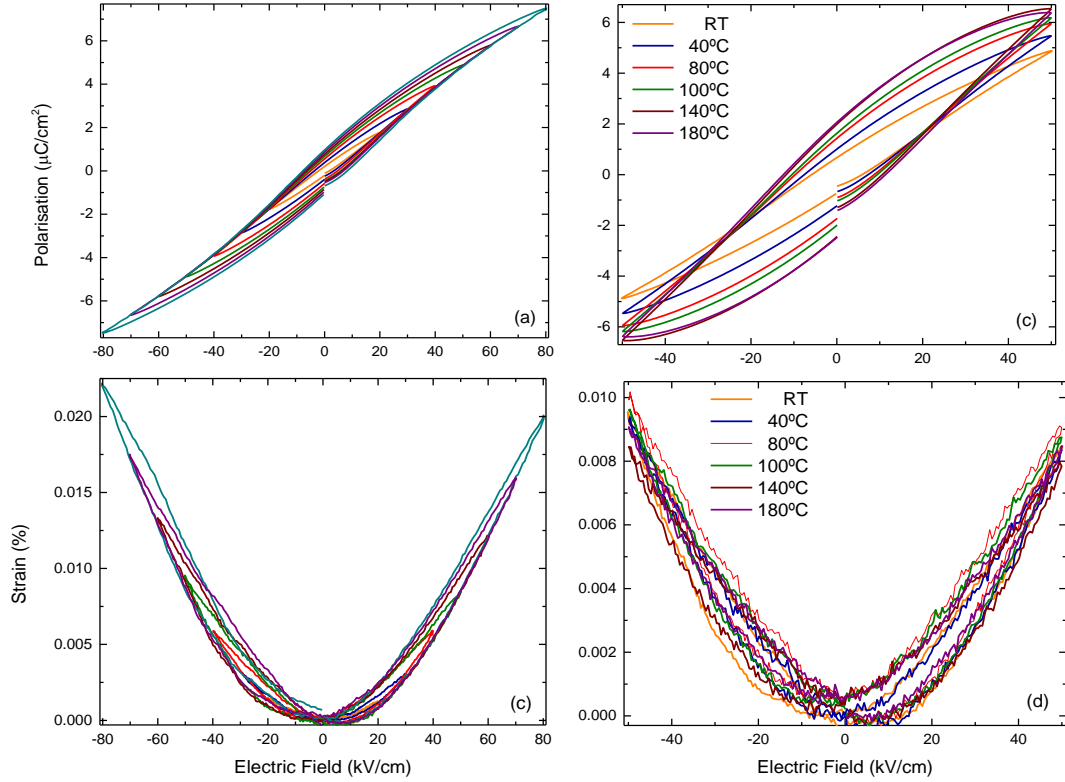 Polarisation (µC/cm²)
6
4
2
0
-2
-4
-6
-80 -60 -40 -20 0 20 40 60 80
(a)
RT
40ºC
80ºC
100ºC
140ºC
180ºC
6
4
2
0
-2
-4
-6
-40 -20 0 20 40
(c)
Strain (%)
0.020
0.015
0.010
0.005
0.000
-80 -60 -40 -20 0 20 40 60 80
(c)
Electric Field (kV/cm)
RT
40ºC
80ºC
100ºC
140ºC
180ºC
0.010
0.008
0.006
0.004
0.002
0.000
-40 -20 0 20 40
(d)
Electric Field (kV/cm)